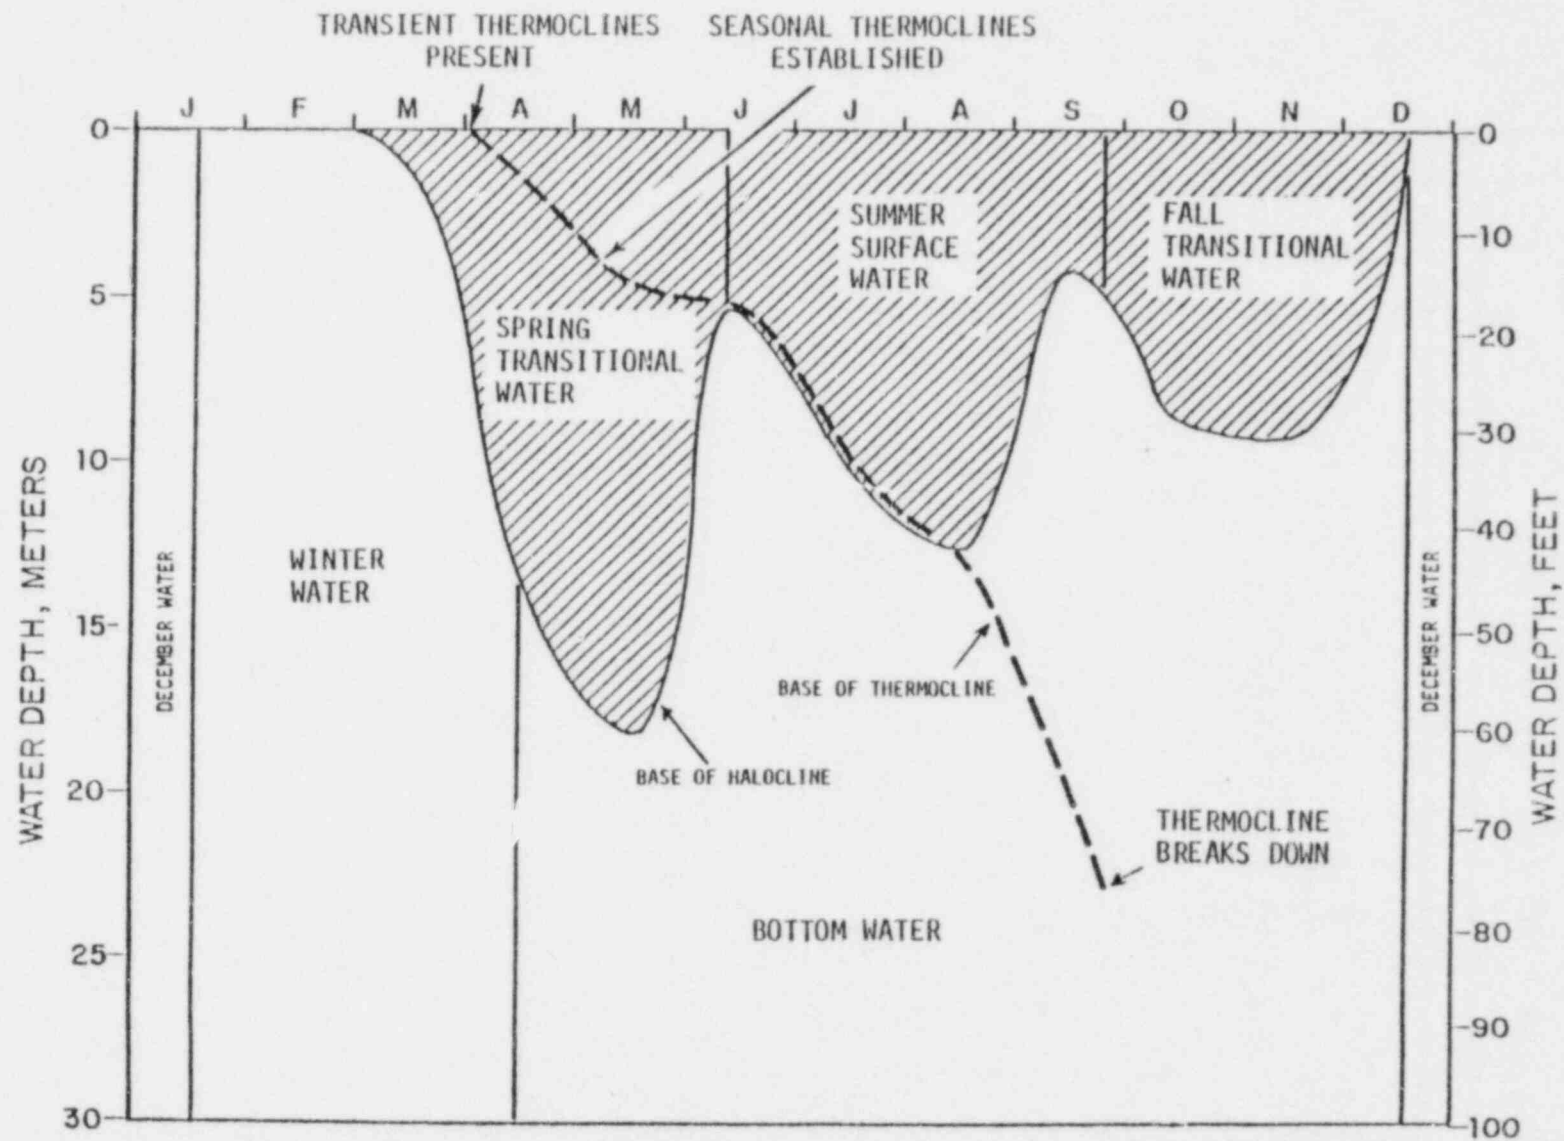 TRANSIENT THERMOCLINES
PRESENT
SEASONAL THERMOCLINES
ESTABLISHED
J F M A M J J A S O N D
0
5
10
15
20
25
30
WATER DEPTH, METERS
0
10
20
30
40
50
60
70
80
90
100
WATER DEPTH, FEET
SUMMER
SURFACE
WATER
FALL
TRANSITIONAL
WATER
SPRING
TRANSITIONAL
WATER
WINTER
WATER
DECEMBER WATER
DECEMBER WATER
BASE OF THERMOCLINE
BASE OF HALOCLINE
THERMOCLINE
BREAKS DOWN
BOTTOM WATER